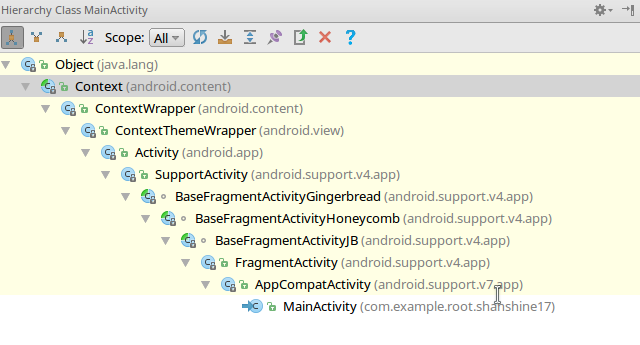 Hierarchy Class MainActivity
Scope: All
Object (java.lang)
Context (android.content)
ContextWrapper (android.content)
ContextThemeWrapper (android.view)
Activity (android.app)
SupportActivity (android.support.v4.app)
BaseFragmentActivityGingerbread (android.support.v4.app)
BaseFragmentActivityHoneycomb (android.support.v4.app)
BaseFragmentActivityJB (android.support.v4.app)
FragmentActivity (android.support.v4.app)
AppCompatActivity (android.support.v7.app)
MainActivity (com.example.root.shanshine17)